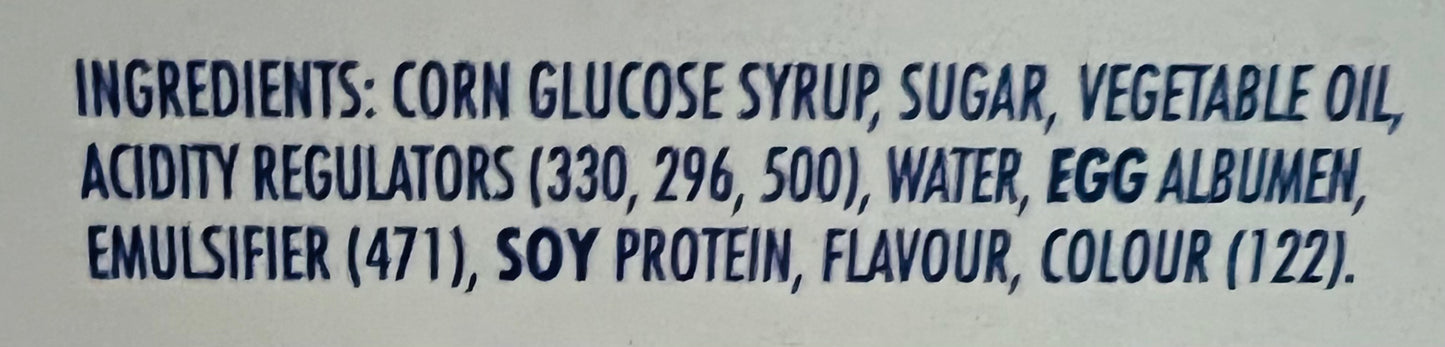 INGREDIENTS: CORN GLUCOSE SYRUP, SUGAR, VEGETABLE OIL,
ACIDITY REGULATORS (330, 296, 500), WATER, EGG ALBUMEN,
EMULSIFIER (471), SOY PROTEIN, FLAVOUR, COLOUR (122).